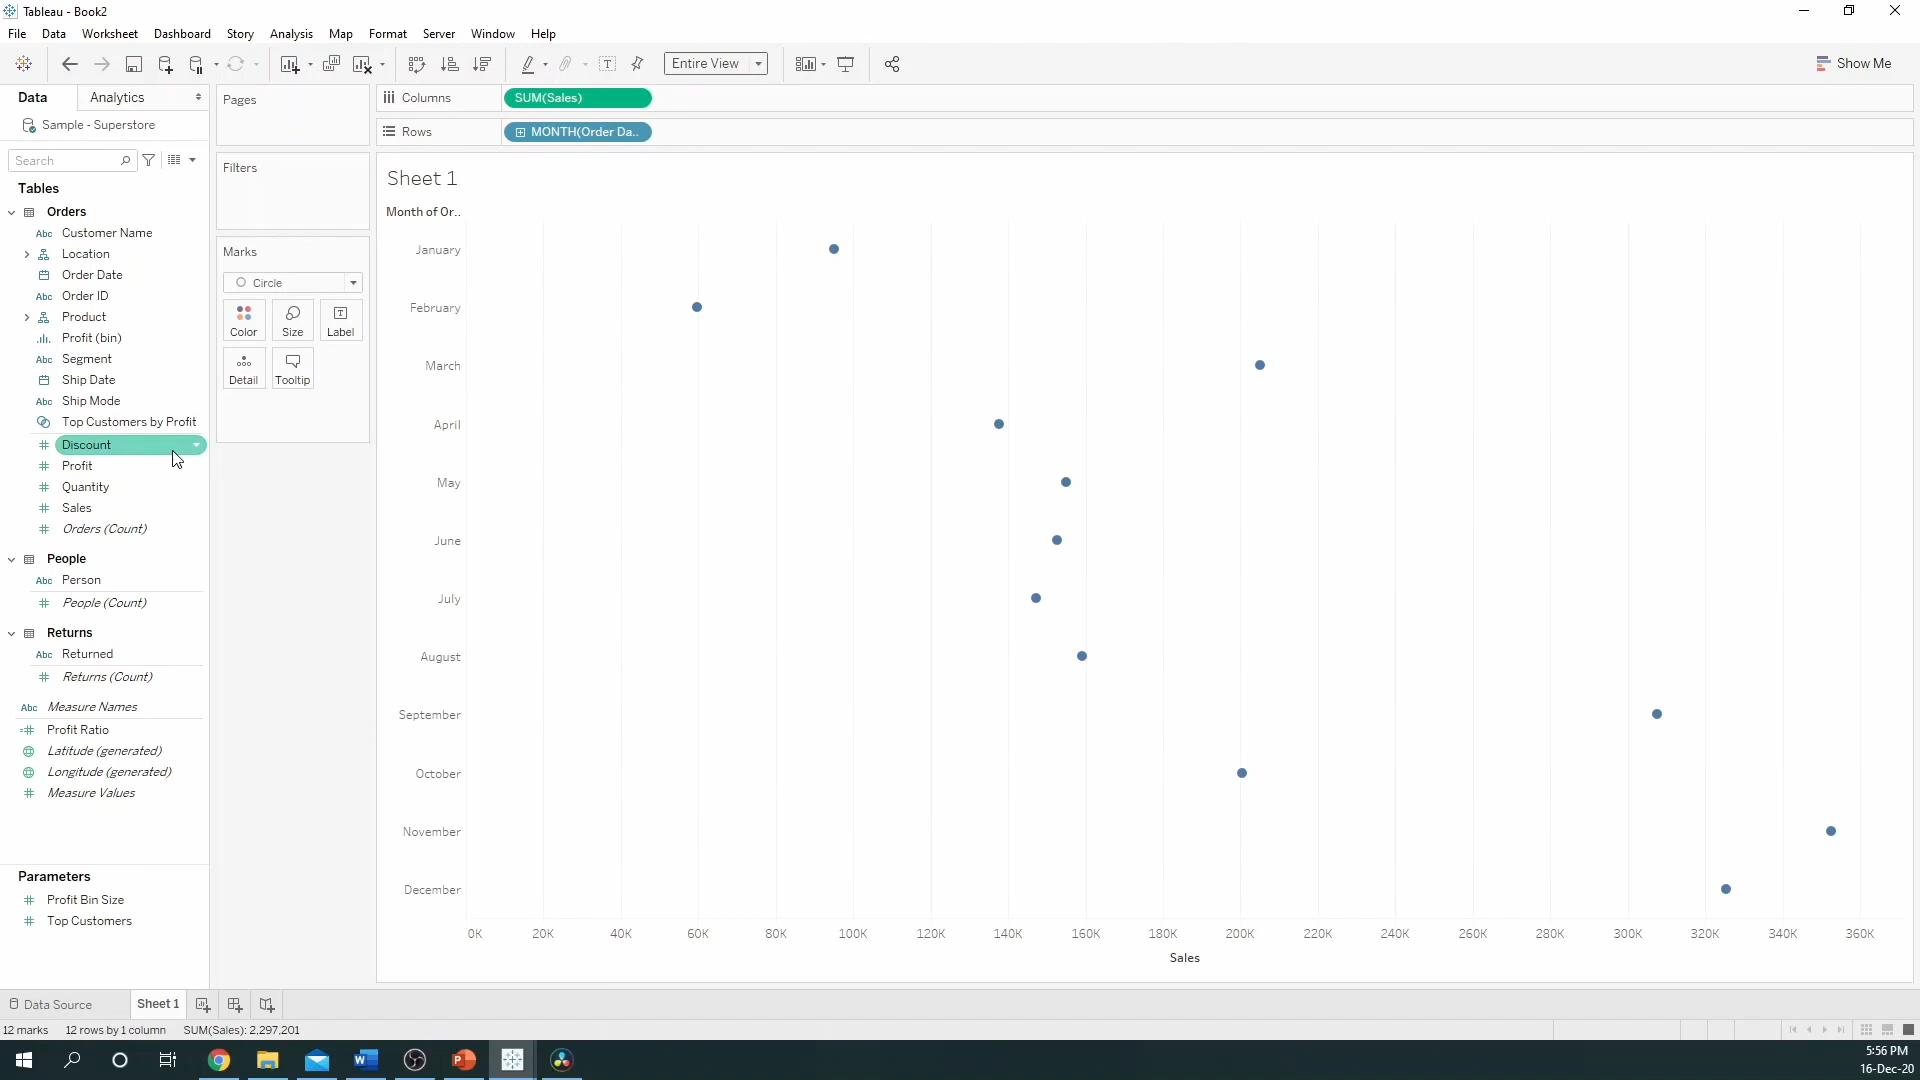 Tableau - Book2
File Data Worksheet Dashboard Story Analysis Map Format Server Window Help
Entire View
Show Me
Data Analytics
Pages
Columns SUM(Sales)
Sample - Superstore
Rows MONTH(Order Da..
Search
Filters
Tables
Sheet 1
Orders
Month of Or..
Abc Customer Name
Location
Order Date
Abc Order ID
Product
Profit (bin)
Abc Segment
Ship Date
Abc Ship Mode
Top Customers by Profit
Discount
Profit
Quantity
Sales
Orders (Count)
People
Abc Person
People (Count)
Returns
Abc Returned
Returns (Count)
Abc Measure Names
Profit Ratio
Latitude (generated)
Longitude (generated)
Measure Values
Parameters
Profit Bin Size
Top Customers
Marks
Circle
Color Size Label
Detail Tooltip
January
February
March
April
May
June
July
August
September
October
November
December
0K 20K 40K 60K 80K 100K 120K 140K 160K 180K 200K 220K 240K 260K 280K 300K 320K 340K 360K
Sales
Data Source Sheet 1
12 marks 12 rows by 1 column SUM(Sales): 2,297,201
5:56 PM
16-Dec-20